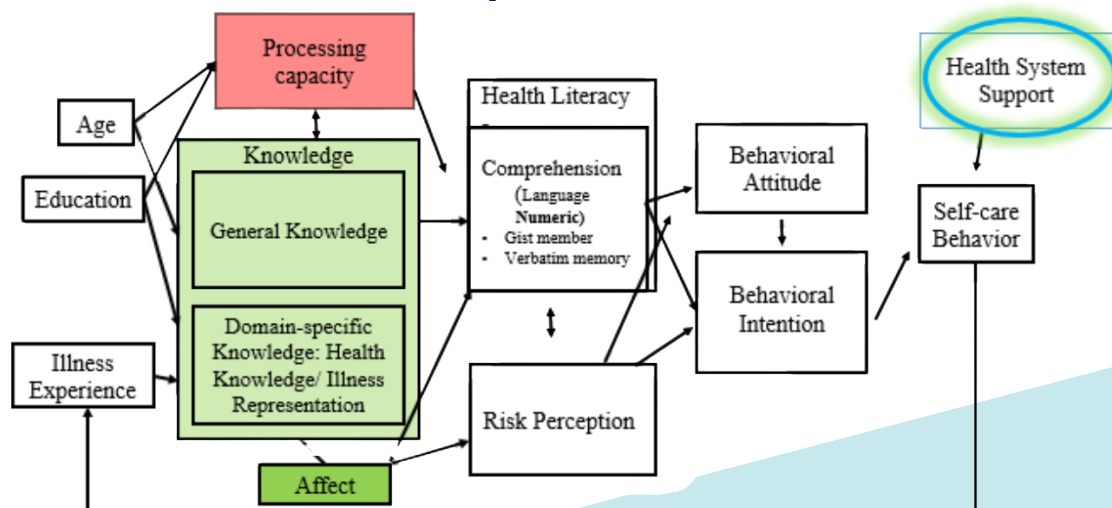 Processing
capacity
Age
Education
Knowledge
General Knowledge
Domain-specific
Knowledge: Health
Knowledge/ Illness
Representation
Illness
Experience
Affect
Health Literacy
-
Comprehension
(Language
Numeric)
- Gist member
- Verbatim memory
Risk Perception
Behavioral
Attitude
Behavioral
Intention
Health System
Support
Self-care
Behavior